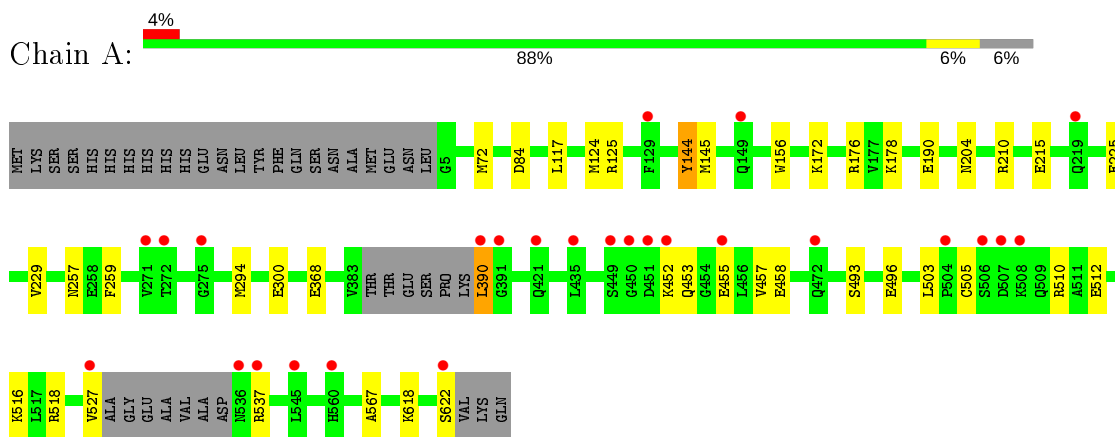 4%
Chain A:
88%
6%
6%
MET LYS SER SER HIS HIS HIS HIS HIS HIS GLU ASN LEU TYR PHE GLN SER ASN ALA MET GLU ASN LEU G5 M72 D84 L117 M124 R125 F129 Y144 M145 Q149 W156 K172 R176 V177 K178 E190 N204 R210 E215 Q219
V229 N257 E258 F259 V271 T272 G275 M294 E300 E368 V383 THR THR GLU SER PRO LYS L390 G391 Q421 L435 S449 G450 D451 K452 Q453 G454 E455 L456 V457 E458 Q472 S493 E496 L503 P504 C505 S506 D507 K508 Q509 R510 A511 E512
K516 L517 R518 V527 ALA GLY GLU ALA VAL ALA ASP N536 R537 L545 H560 A567 K618 S622 VAL LYS GLN